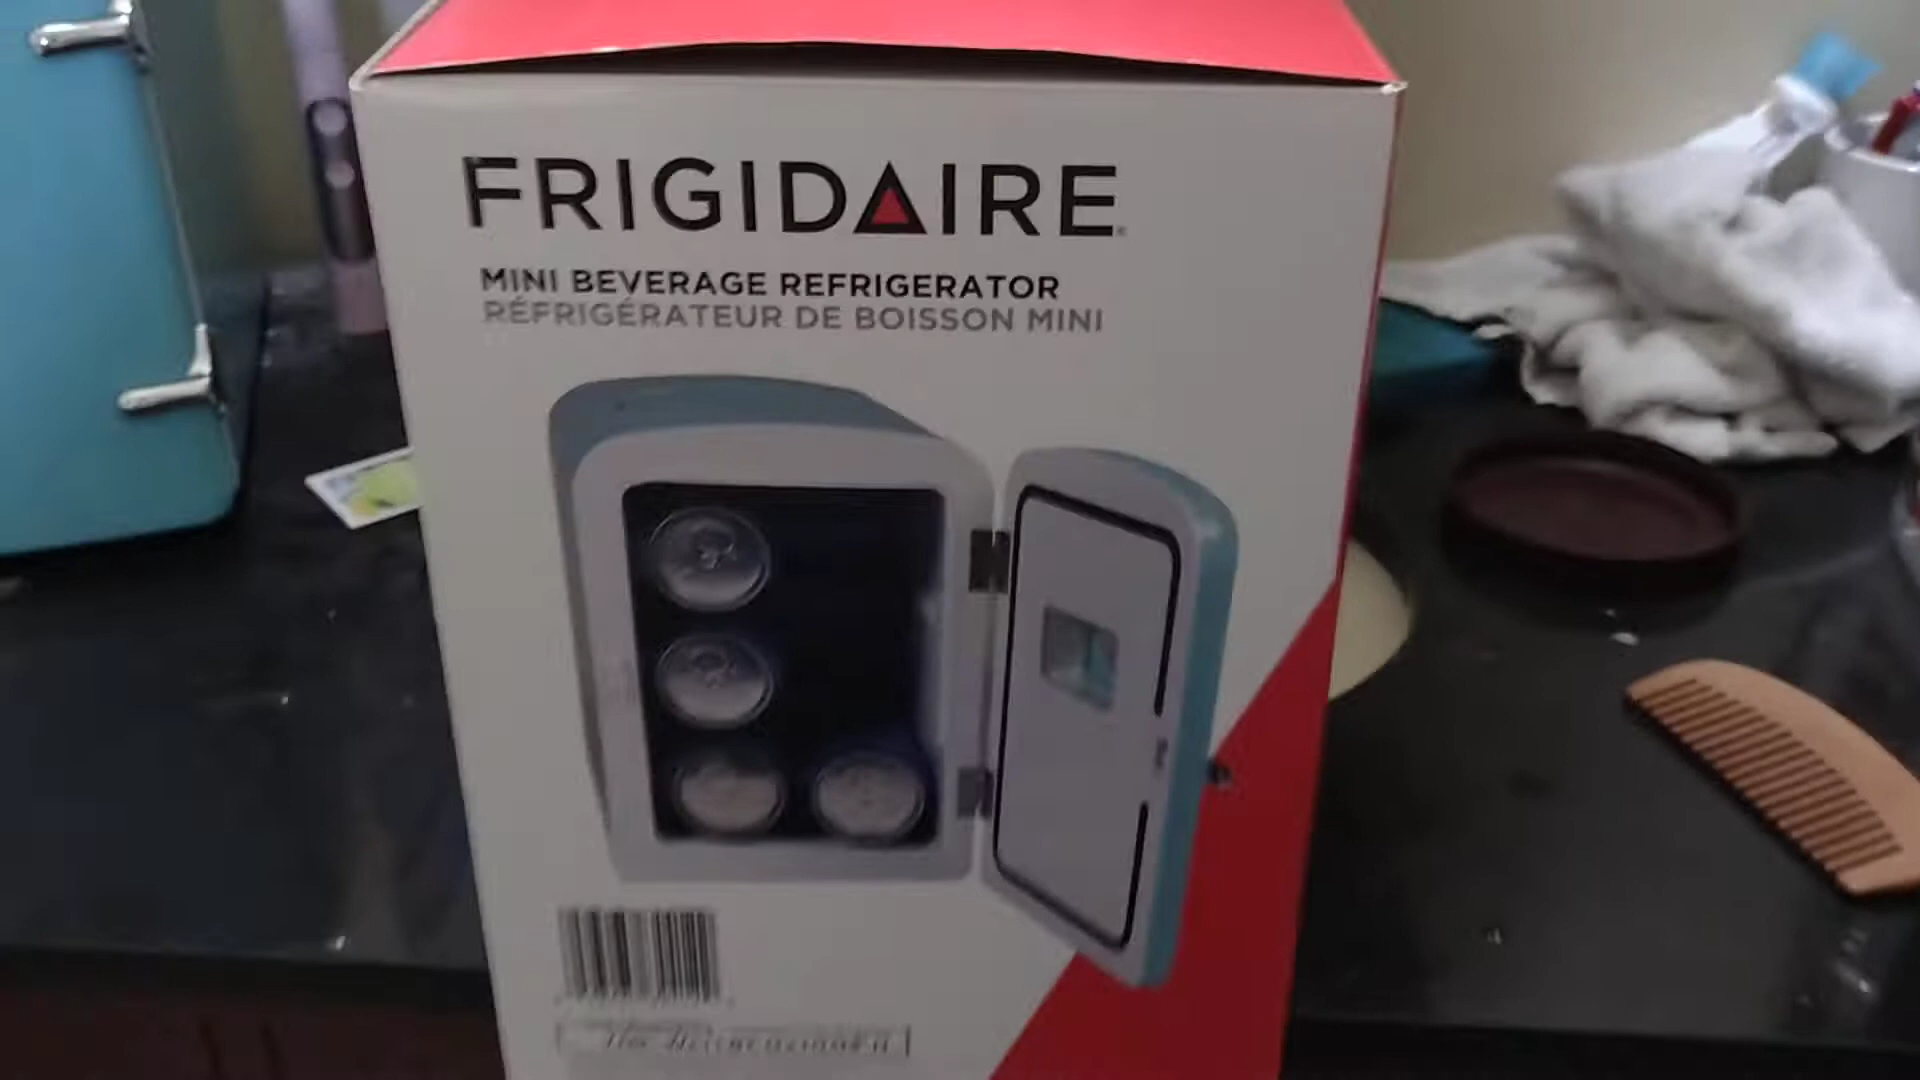 FRIGIDAIRE
MINI BEVERAGE REFRIGERATOR
RÉFRIGÉRATEUR DE BOISSON MINI